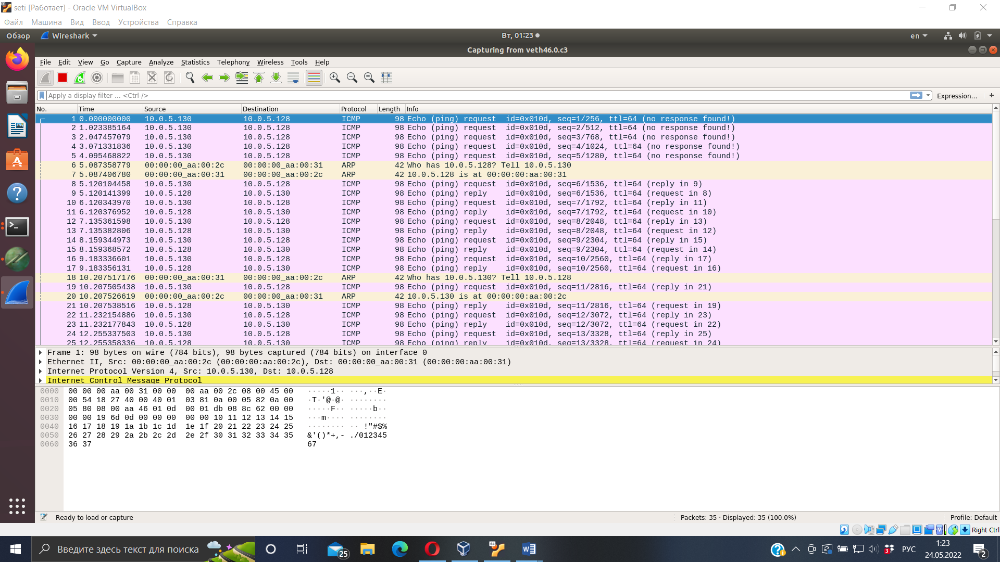 seti [Работает] - Oracle VM VirtualBox
Файл Машина Вид Ввод Устройства Справка
Обзор Wireshark Вт, 01:23 en
Capturing from veth46.0.c3
File Edit View Go Capture Analyze Statistics Telephony Wireless Tools Help
Apply a display filter ... <Ctrl-/> Expression... +
No. Time Source Destination Protocol Length Info
1 0.000000000 10.0.5.130 10.0.5.128 ICMP 98 Echo (ping) request id=0x010d, seq=1/256, ttl=64 (no response found!)
2 1.023385164 10.0.5.130 10.0.5.128 ICMP 98 Echo (ping) request id=0x010d, seq=2/512, ttl=64 (no response found!)
3 2.047457079 10.0.5.130 10.0.5.128 ICMP 98 Echo (ping) request id=0x010d, seq=3/768, ttl=64 (no response found!)
4 3.071331836 10.0.5.130 10.0.5.128 ICMP 98 Echo (ping) request id=0x010d, seq=4/1024, ttl=64 (no response found!)
5 4.095468822 10.0.5.130 10.0.5.128 ICMP 98 Echo (ping) request id=0x010d, seq=5/1280, ttl=64 (no response found!)
6 5.087358779 00:00:00_aa:00:2c 00:00:00_aa:00:31 ARP 42 Who has 10.0.5.128? Tell 10.0.5.130
7 5.087406780 00:00:00_aa:00:31 00:00:00_aa:00:2c ARP 42 10.0.5.128 is at 00:00:00:aa:00:31
8 5.120104458 10.0.5.130 10.0.5.128 ICMP 98 Echo (ping) request id=0x010d, seq=6/1536, ttl=64 (reply in 9)
9 5.120141399 10.0.5.128 10.0.5.130 ICMP 98 Echo (ping) reply id=0x010d, seq=6/1536, ttl=64 (request in 8)
10 6.120343970 10.0.5.130 10.0.5.128 ICMP 98 Echo (ping) request id=0x010d, seq=7/1792, ttl=64 (reply in 11)
11 6.120376952 10.0.5.128 10.0.5.130 ICMP 98 Echo (ping) reply id=0x010d, seq=7/1792, ttl=64 (request in 10)
12 7.135361598 10.0.5.130 10.0.5.128 ICMP 98 Echo (ping) request id=0x010d, seq=8/2048, ttl=64 (reply in 13)
13 7.135382806 10.0.5.128 10.0.5.130 ICMP 98 Echo (ping) reply id=0x010d, seq=8/2048, ttl=64 (request in 12)
14 8.159344973 10.0.5.130 10.0.5.128 ICMP 98 Echo (ping) request id=0x010d, seq=9/2304, ttl=64 (reply in 15)
15 8.159368572 10.0.5.128 10.0.5.130 ICMP 98 Echo (ping) reply id=0x010d, seq=9/2304, ttl=64 (request in 14)
16 9.183336601 10.0.5.130 10.0.5.128 ICMP 98 Echo (ping) request id=0x010d, seq=10/2560, ttl=64 (reply in 17)
17 9.183356131 10.0.5.128 10.0.5.130 ICMP 98 Echo (ping) reply id=0x010d, seq=10/2560, ttl=64 (request in 16)
18 10.207517176 00:00:00_aa:00:31 00:00:00_aa:00:2c ARP 42 Who has 10.0.5.130? Tell 10.0.5.128
19 10.207505438 10.0.5.130 10.0.5.128 ICMP 98 Echo (ping) request id=0x010d, seq=11/2816, ttl=64 (reply in 21)
20 10.207526619 00:00:00_aa:00:2c 00:00:00_aa:00:31 ARP 42 10.0.5.130 is at 00:00:00:aa:00:2c
21 10.207538516 10.0.5.128 10.0.5.130 ICMP 98 Echo (ping) reply id=0x010d, seq=11/2816, ttl=64 (request in 19)
22 11.232154886 10.0.5.130 10.0.5.128 ICMP 98 Echo (ping) request id=0x010d, seq=12/3072, ttl=64 (reply in 23)
23 11.232177843 10.0.5.128 10.0.5.130 ICMP 98 Echo (ping) reply id=0x010d, seq=12/3072, ttl=64 (request in 22)
24 12.255337503 10.0.5.130 10.0.5.128 ICMP 98 Echo (ping) request id=0x010d, seq=13/3328, ttl=64 (reply in 25)
25 12.255358336 10.0.5.128 10.0.5.130 ICMP 98 Echo (ping) reply id=0x010d, seq=13/3328, ttl=64 (request in 24)
Frame 1: 98 bytes on wire (784 bits), 98 bytes captured (784 bits) on interface 0
Ethernet II, Src: 00:00:00_aa:00:2c (00:00:00:aa:00:2c), Dst: 00:00:00_aa:00:31 (00:00:00:aa:00:31)
Internet Protocol Version 4, Src: 10.0.5.130, Dst: 10.0.5.128
Internet Control Message Protocol
0000 00 00 00 aa 00 31 00 00 00 aa 00 2c 08 00 45 00 ·····1·· ···,··E·
0010 00 54 18 27 40 00 40 01 03 81 0a 00 05 82 0a 00 ·T·'@·@· ········
0020 05 80 08 00 aa 46 01 0d 00 01 db 08 8c 62 00 00 ·····F·· ·····b··
0030 00 00 19 6d 0d 00 00 00 00 00 10 11 12 13 14 15 ···m···· ········
0040 16 17 18 19 1a 1b 1c 1d 1e 1f 20 21 22 23 24 25 ········ ·· !"#$%
0050 26 27 28 29 2a 2b 2c 2d 2e 2f 30 31 32 33 34 35 &'()*+,- ./012345
0060 36 37 67
Ready to load or capture Packets: 35 · Displayed: 35 (100.0%) Profile: Default
Right Ctrl
Введите здесь текст для поиска 25 64 3 РУС 1:23 2
24.05.2022